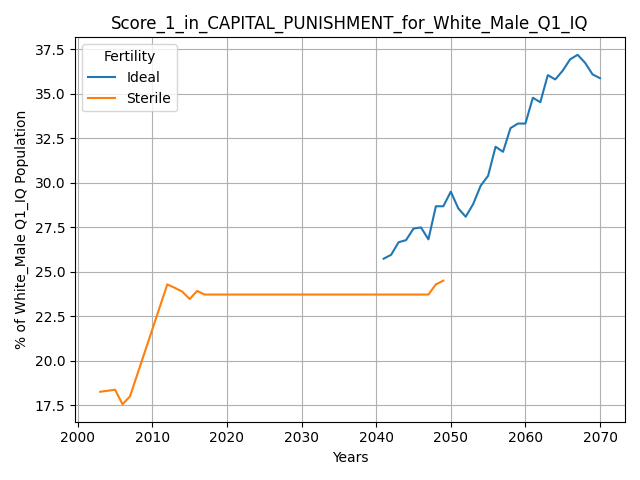 Score_1_in_CAPITAL_PUNISHMENT_for_White_Male_Q1_IQ
Fertility
Ideal
Sterile
% of White_Male Q1_IQ Population
37.5
35.0
32.5
30.0
27.5
25.0
22.5
20.0
17.5
2000 2010 2020 2030 2040 2050 2060 2070
Years